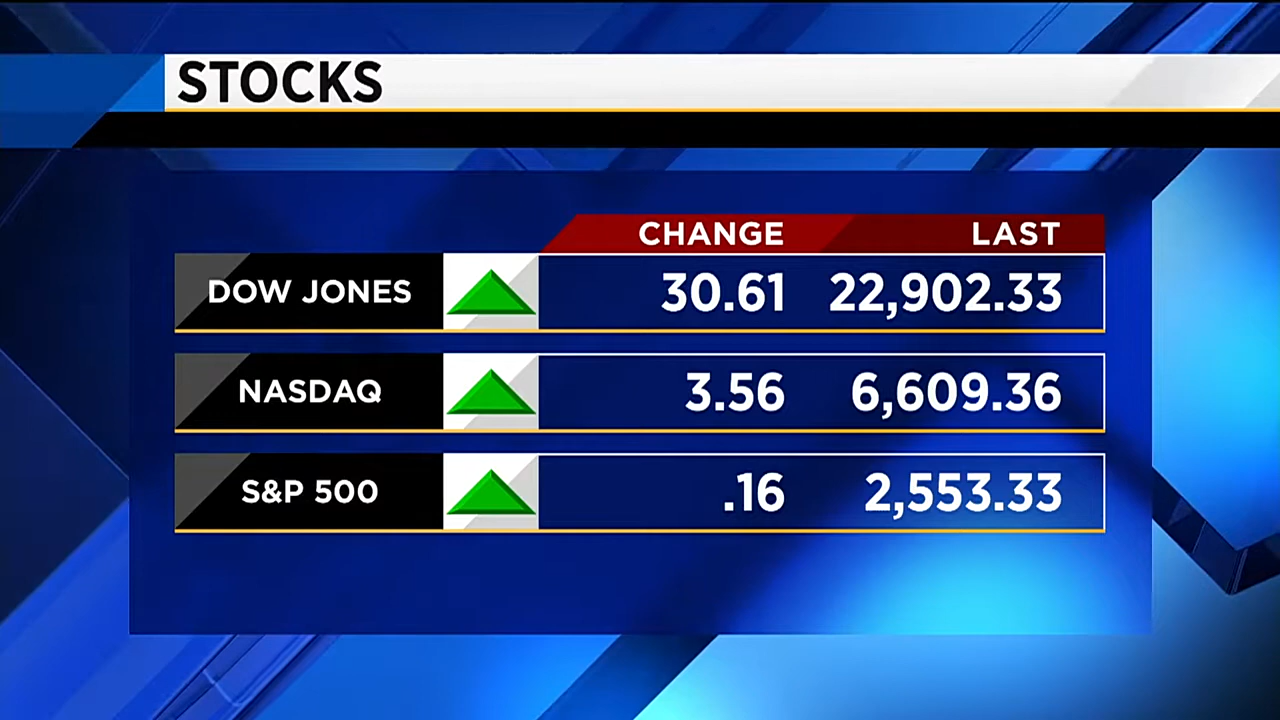 STOCKS
CHANGE LAST
DOW JONES 30.61 22,902.33
NASDAQ 3.56 6,609.36
S&P 500 .16 2,553.33